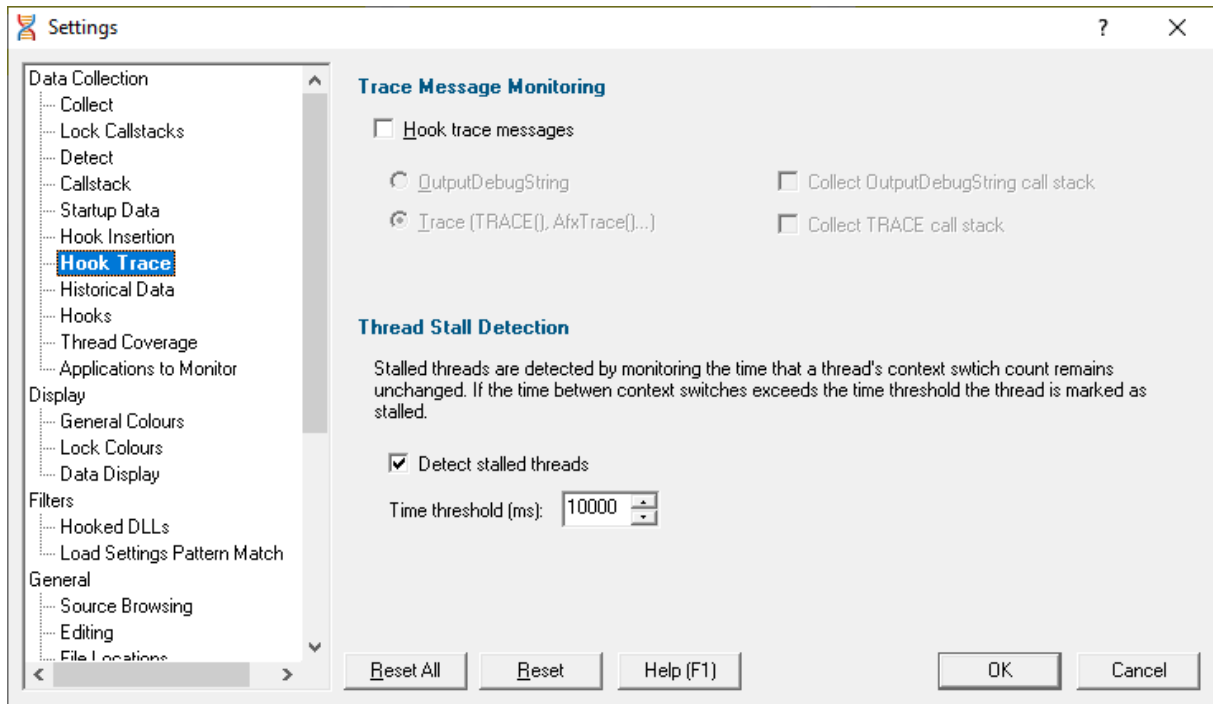 Settings
?
Data Collection
Collect
Lock Callstacks
Detect
Callstack
Startup Data
Hook Insertion
Hook Trace
Historical Data
Hooks
Thread Coverage
Applications to Monitor
Display
General Colours
Lock Colours
Data Display
Filters
Hooked DLLs
Load Settings Pattern Match
General
Source Browsing
Editing
File Locations
Trace Message Monitoring
Hook trace messages
OutputDebugString
Collect OutputDebugString call stack
Trace (TRACE(), AfxTrace()...)
Collect TRACE call stack
Thread Stall Detection
Stalled threads are detected by monitoring the time that a thread's context swtich count remains
unchanged. If the time betwen context switches exceeds the time threshold the thread is marked as
stalled.
Detect stalled threads
Time threshold (ms): 10000
Reset All
Reset
Help (F1)
OK
Cancel